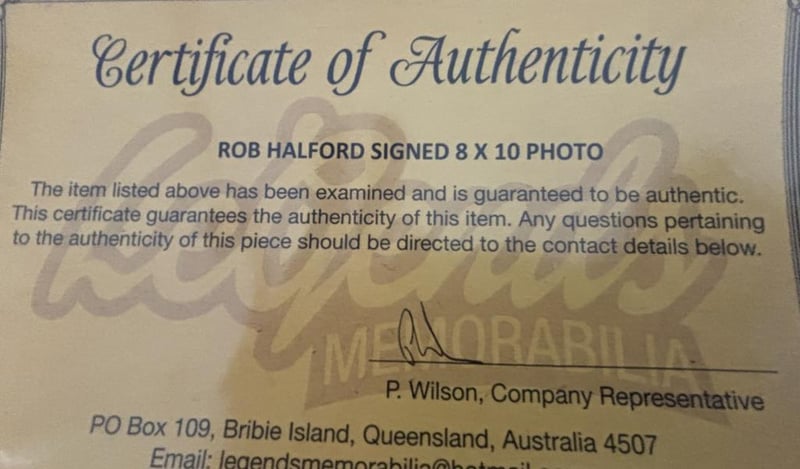 Certificate of Authenticity
ROB HALFORD SIGNED 8 X 10 PHOTO
The item listed above has been examined and is guaranteed to be authentic.
This certificate guarantees the authenticity of this item. Any questions pertaining
to the authenticity of this piece should be directed to the contact details below.
Legends
MEMORABILIA
P. Wilson, Company Representative
PO Box 109, Bribie Island, Queensland, Australia 4507
Email: